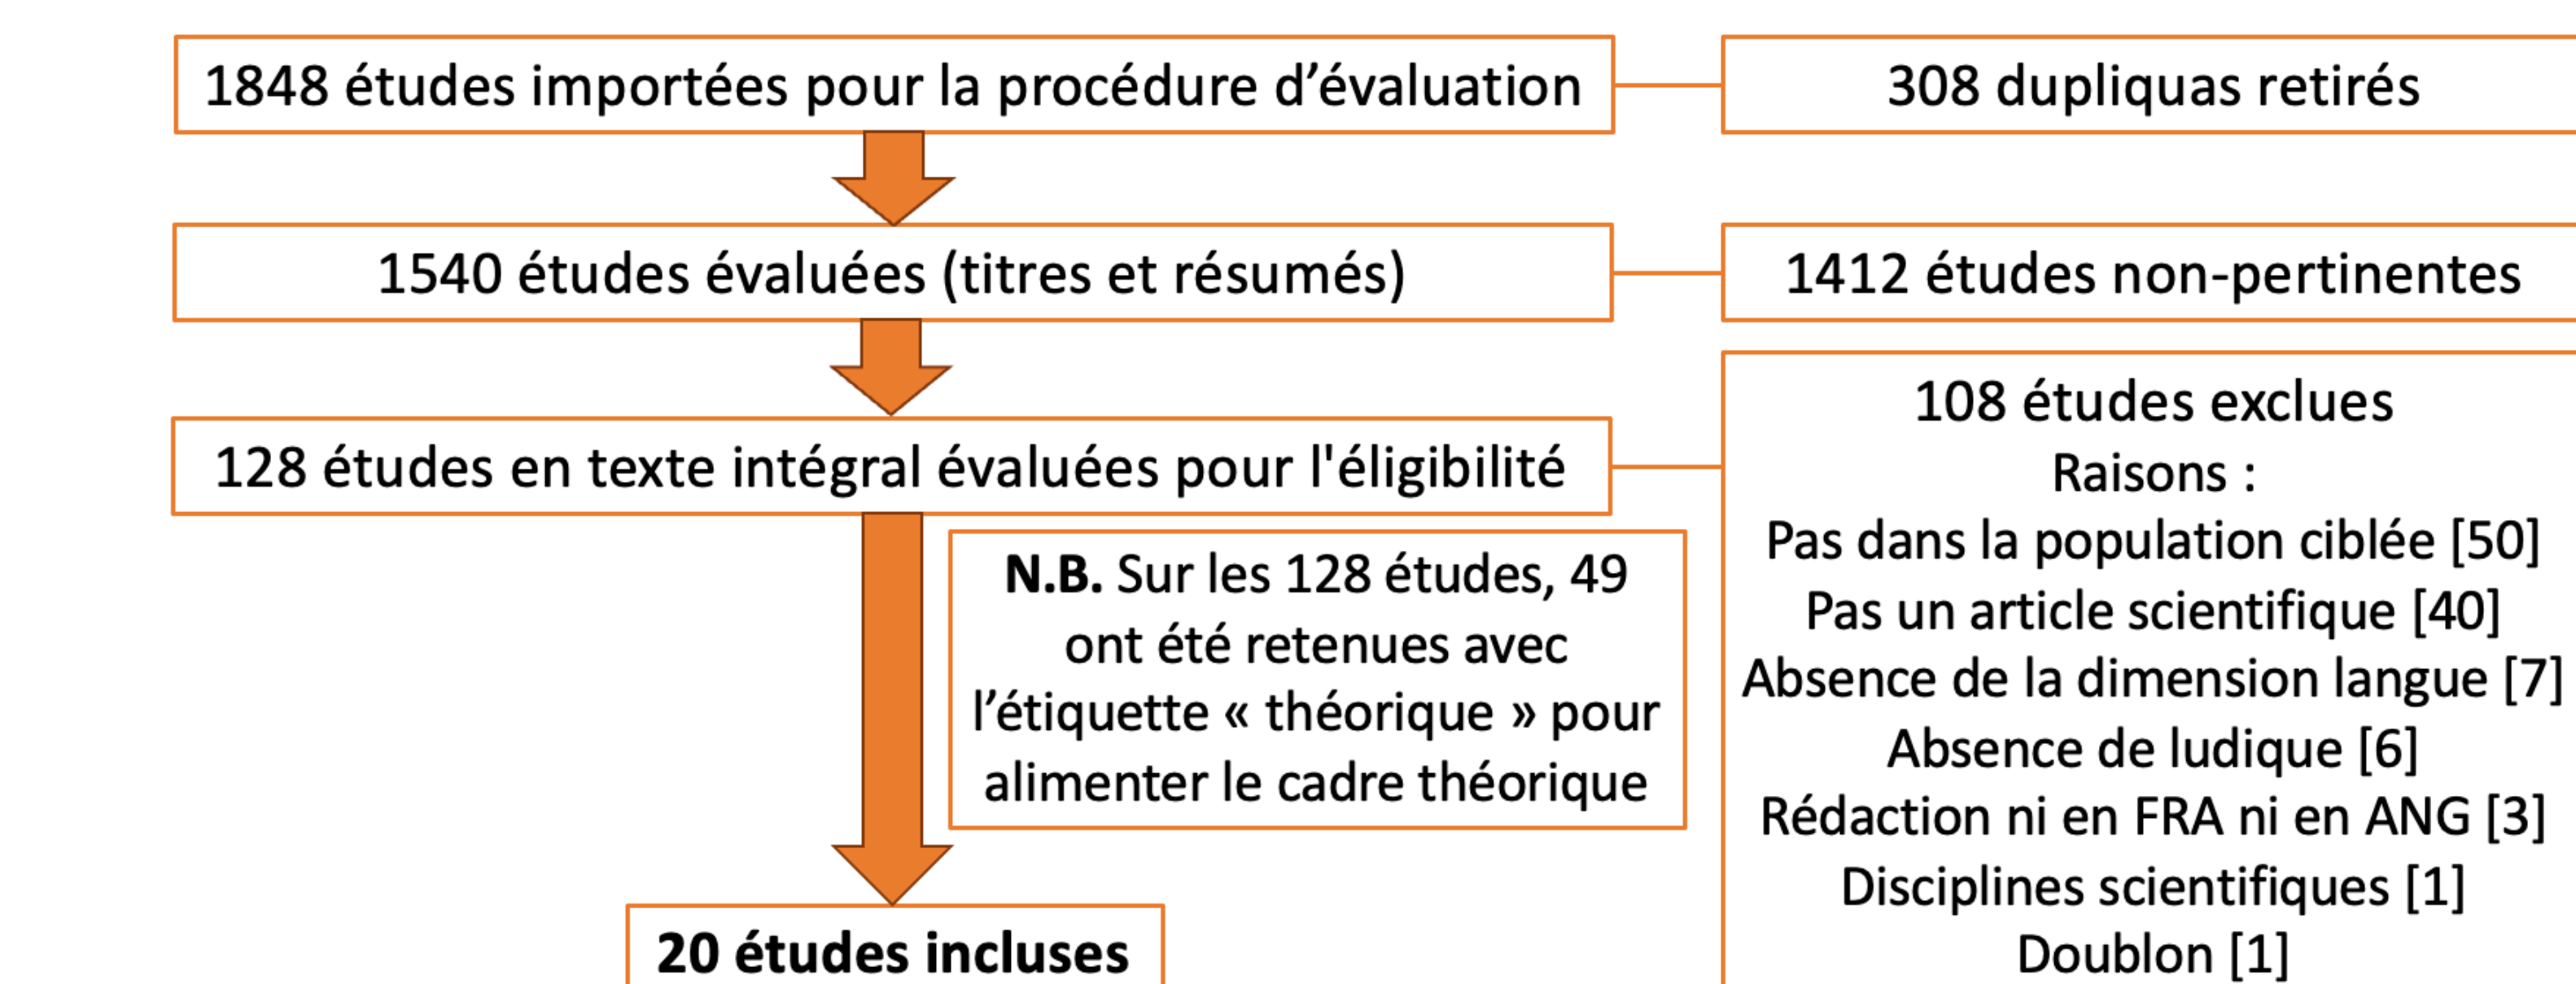 1848 études importées pour la procédure d’évaluation
308 dupliquas retirés
1540 études évaluées (titres et résumés)
1412 études non-pertinentes
128 études en texte intégral évaluées pour l'éligibilité
108 études exclues
Raisons :
Pas dans la population ciblée [50]
Pas un article scientifique [40]
Absence de la dimension langue [7]
Absence de ludique [6]
Rédaction ni en FRA ni en ANG [3]
Disciplines scientifiques [1]
Doublon [1]
N.B. Sur les 128 études, 49
ont été retenues avec
l’étiquette « théorique » pour
alimenter le cadre théorique
20 études incluses